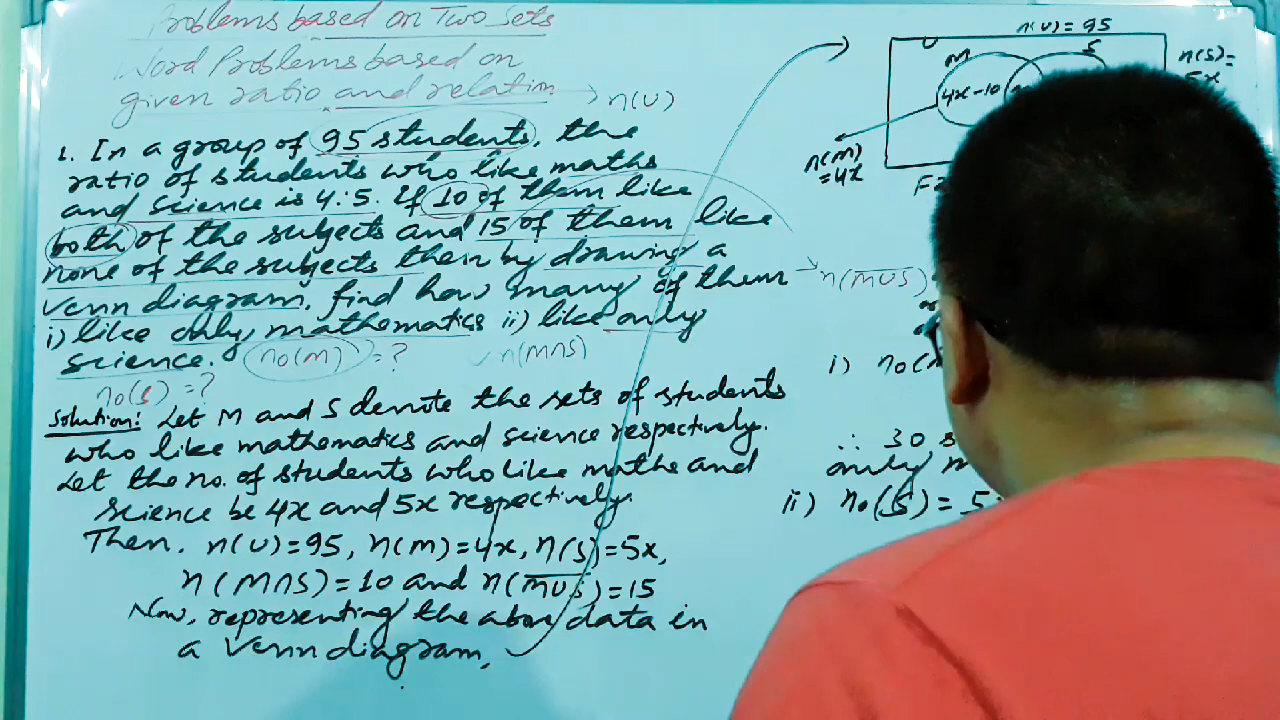 Problems based on Two Sets
Word Problems based on
given ratio and relation
n(U)
1. In a group of 95 students, the
ratio of students who like maths
and science is 4:5. If 10 of them like
both of the subjects and 15 of them like
none of the subjects then by drawing a
Venn diagram, find how many of them
i) like only mathematics ii) like only
science. no(M) = ? n(M∩S)
no(S) = ?
Solution: Let M and S denote the sets of students
who like mathematics and science respectively.
Let the no. of students who like maths and
science be 4x and 5x respectively.
Then, n(U)=95, n(M)=4x, n(S)=5x,
n(M∩S)=10 and n(\overline{M∪S})=15
Now, representing the above data in
a Venn diagram,
n(U)=95
U
M S
n(S)=
5x
4x-10
n(M)
=4x
n(\overline{M∪S})
i) no(
∴ 30
only
ii) no(S) = 5